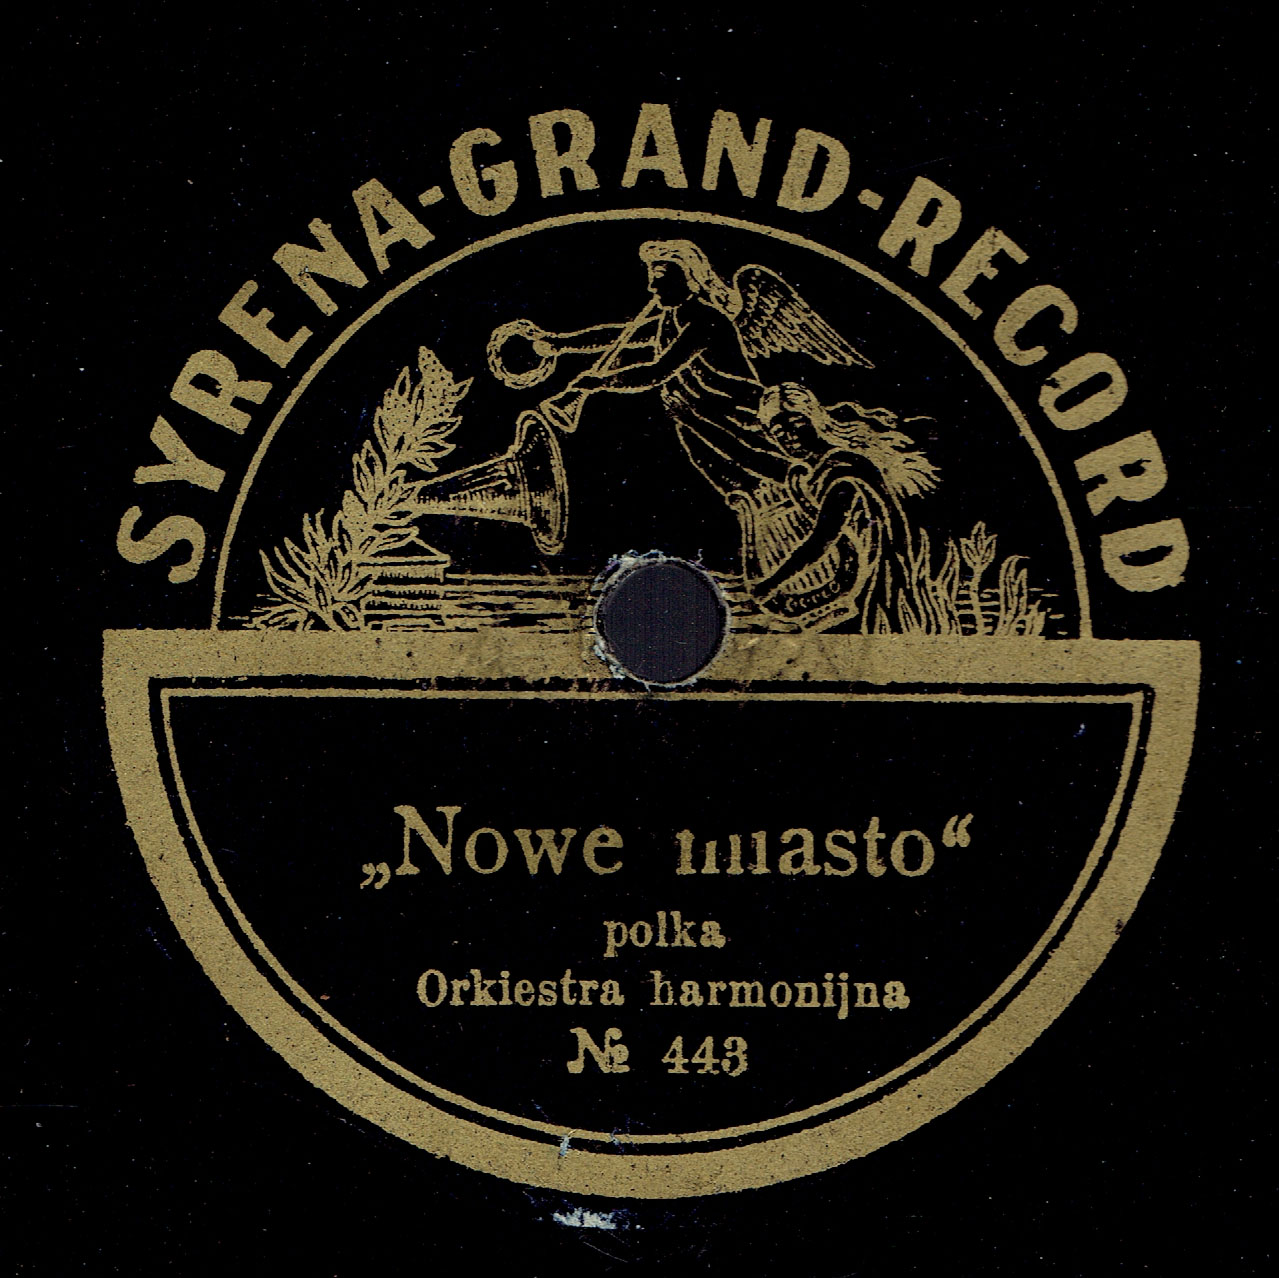 SYRENA-GRAND-RECORD
„Nowe miasto“
polka
Orkiestra harmonijna
№ 443